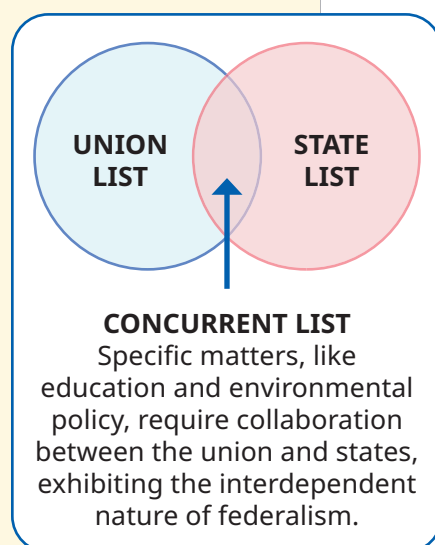 UNION
LIST
STATE
LIST
CONCURRENT LIST
Specific matters, like
education and environmental
policy, require collaboration
between the union and states,
exhibiting the interdependent
nature of federalism.